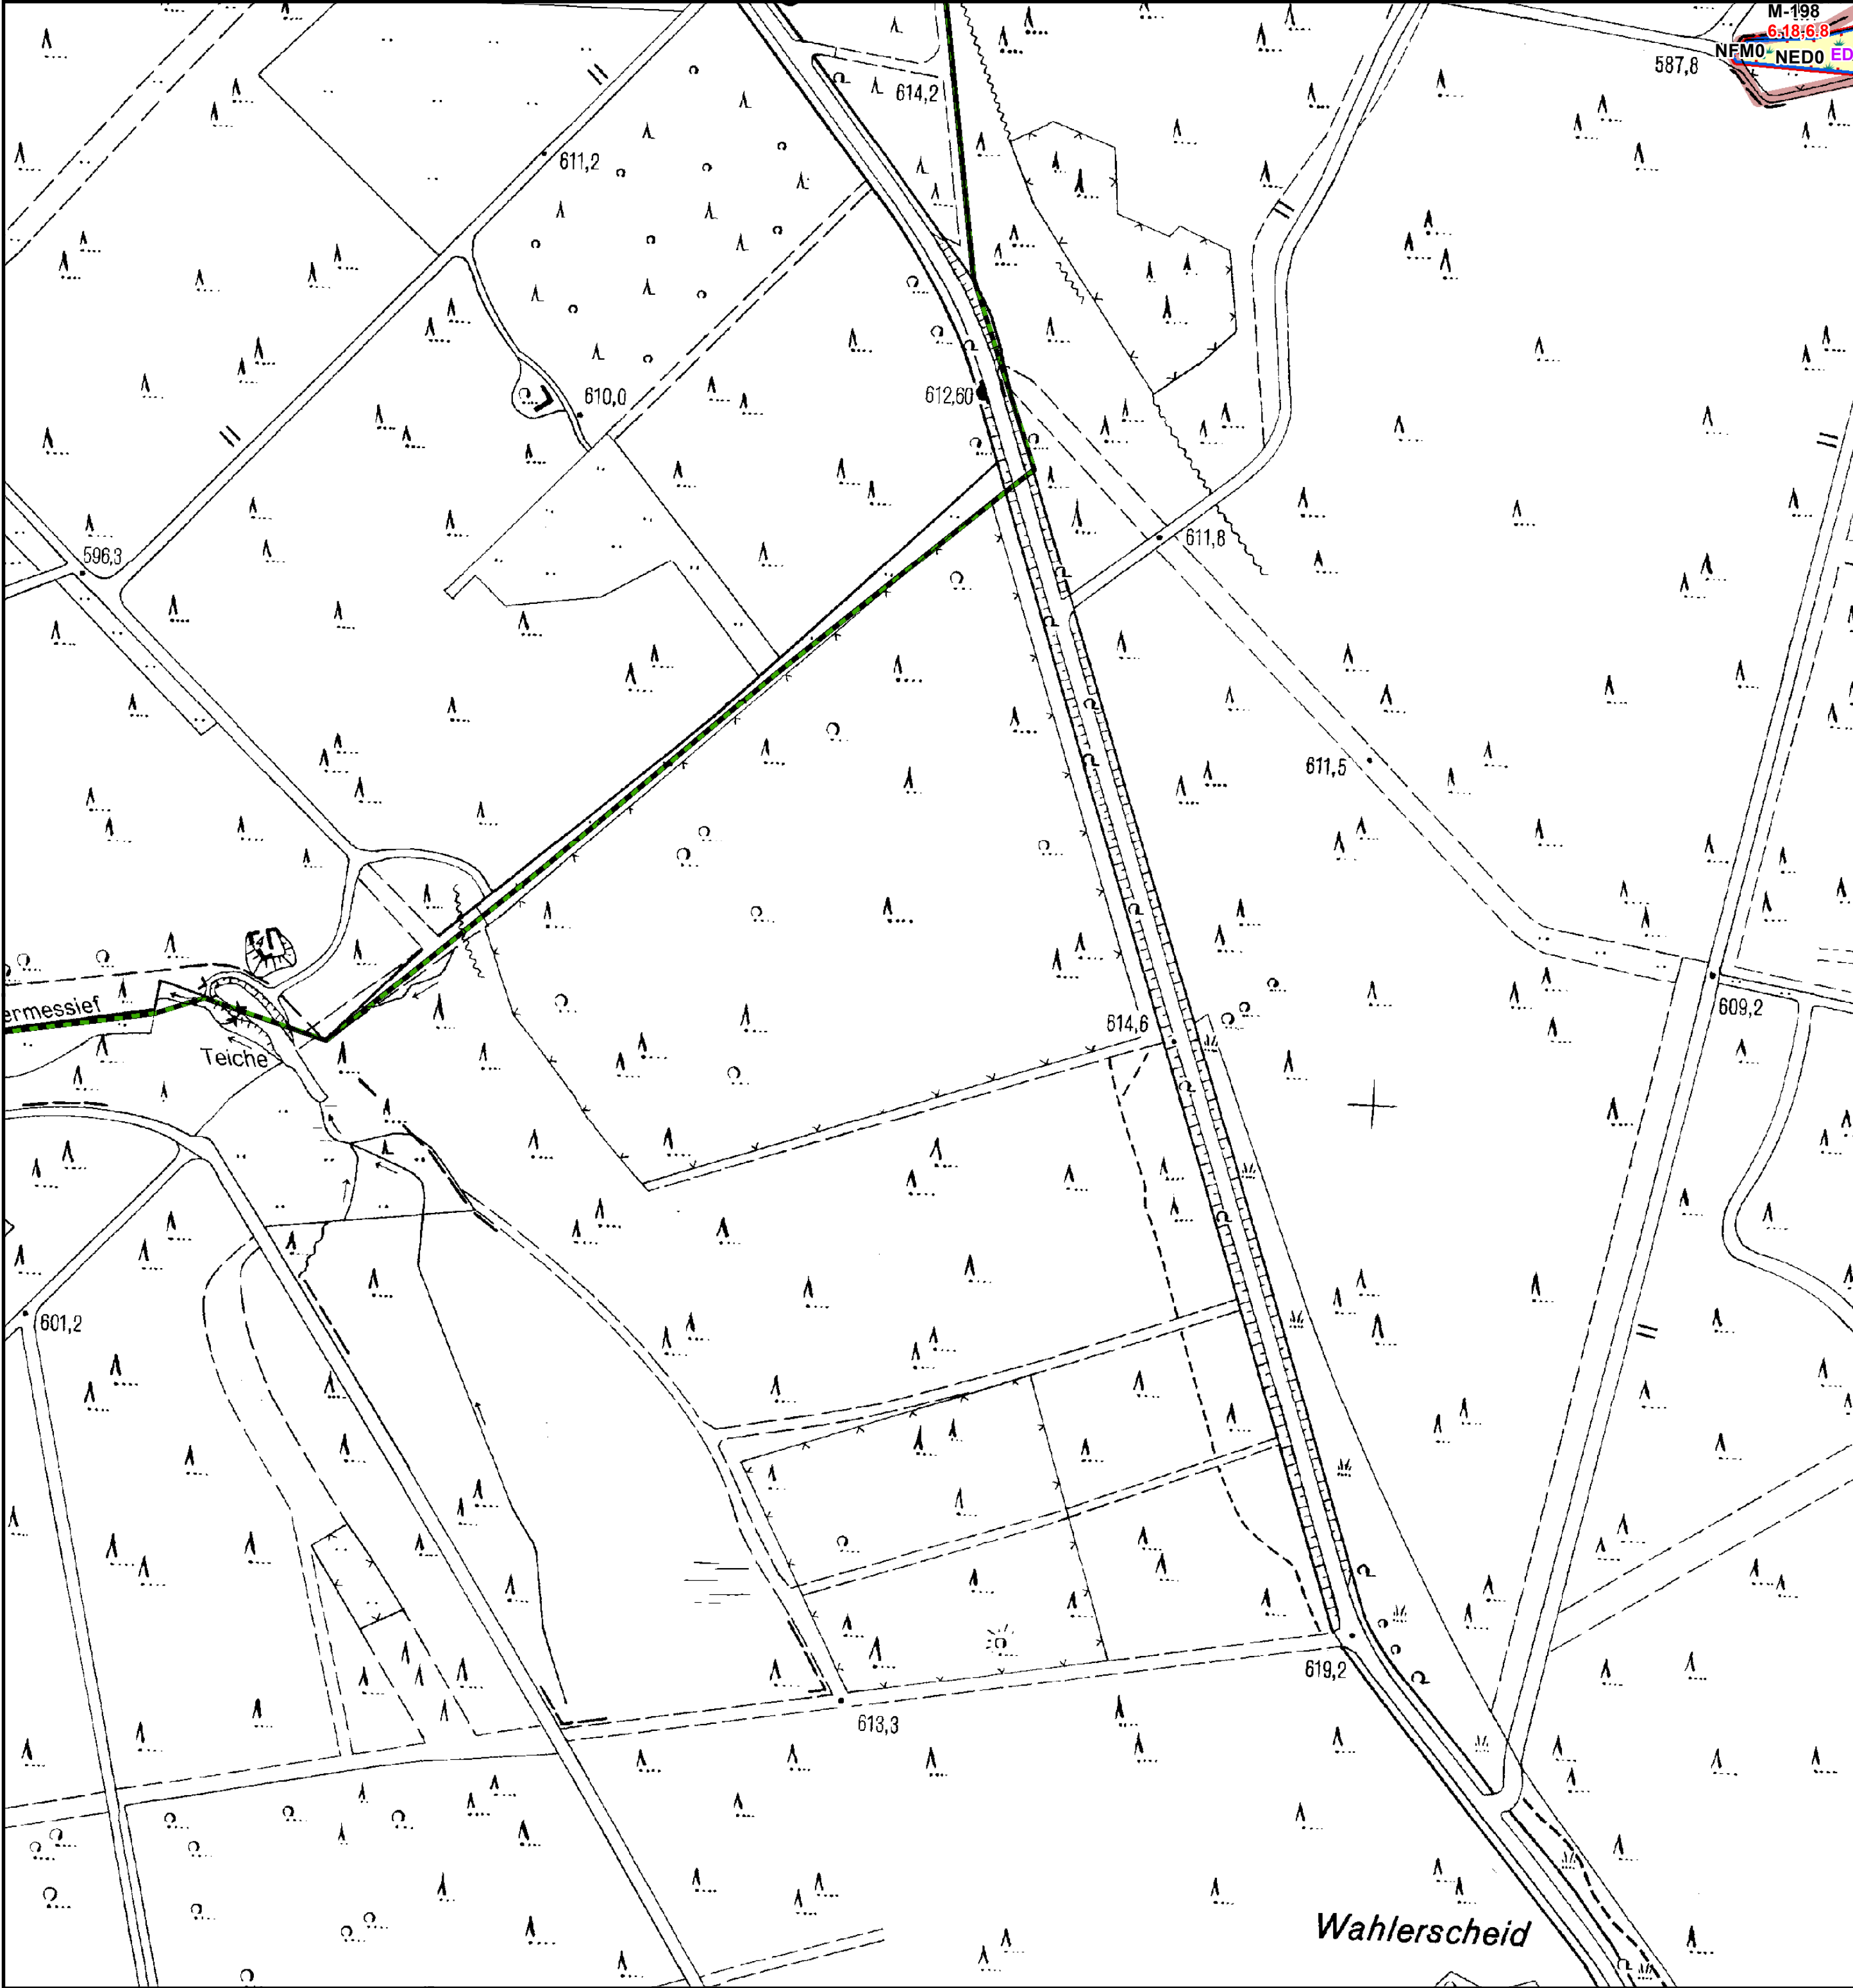 M-198
6.18,6.8
NFM0 NED0 ED
587,8
614,2
611,2
612,60
610,0
611,8
596,3
611,5
ermessief
609,2
614,6
Teiche
601,2
619,2
613,3
Wahlerscheid